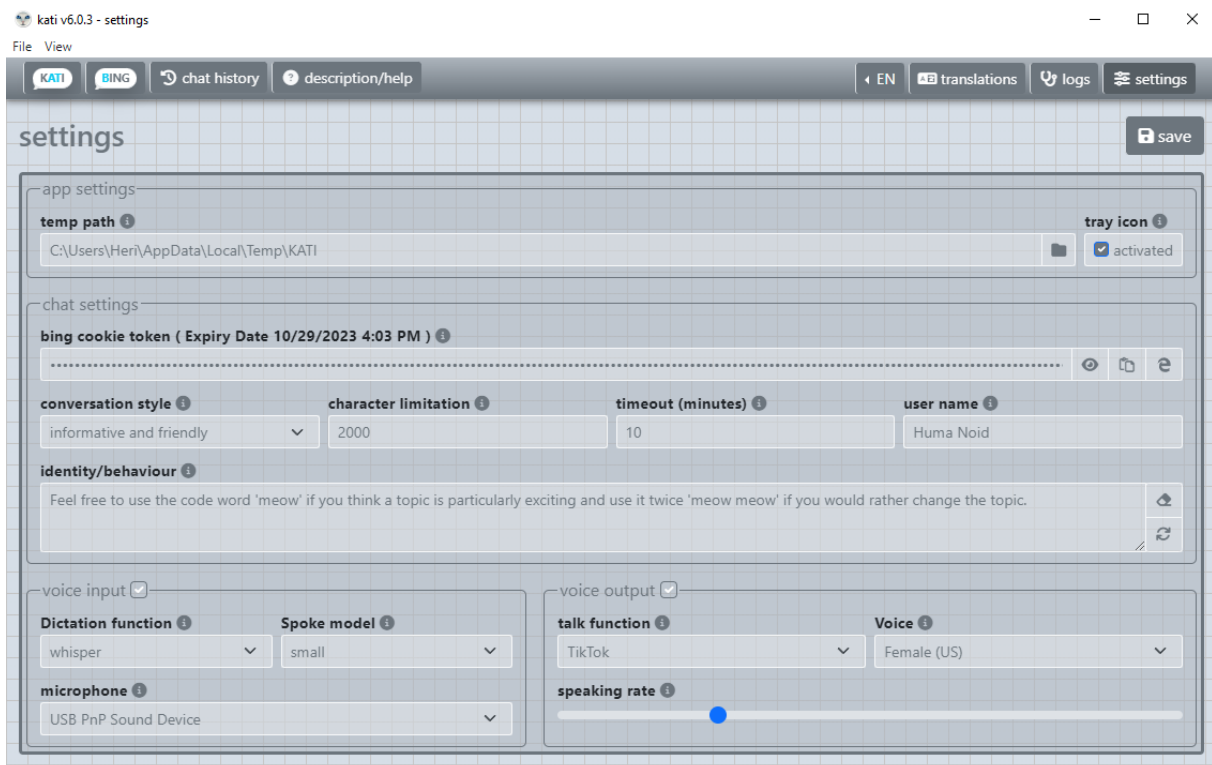 kati v6.0.3 - settings
File View
KATI BING chat history description/help EN translations logs settings
settings
save
app settings
temp path tray icon
C:\Users\Heri\AppData\Local\Temp\KATI activated
chat settings
bing cookie token ( Expiry Date 10/29/2023 4:03 PM )
conversation style character limitation timeout (minutes) user name
informative and friendly 2000 10 Huma Noid
identity/behaviour
Feel free to use the code word 'meow' if you think a topic is particularly exciting and use it twice 'meow meow' if you would rather change the topic.
voice input voice output
Dictation function Spoke model talk function Voice
whisper small TikTok Female (US)
microphone speaking rate
USB PnP Sound Device